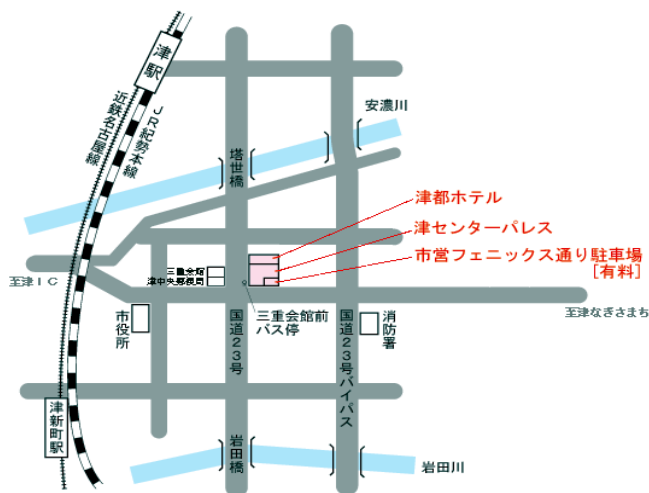 津駅
近鉄名古屋線
JR紀勢本線
安濃川
塔世橋
津都ホテル
津センターパレス
市営フェニックス通り駐車場
[有料]
三重会館
津中央郵便局
至津IC
三重会館前
バス停
至津なぎさまち
市役所
国道23号
国道23号バイパス
消防署
津新町駅
岩田橋
岩田川